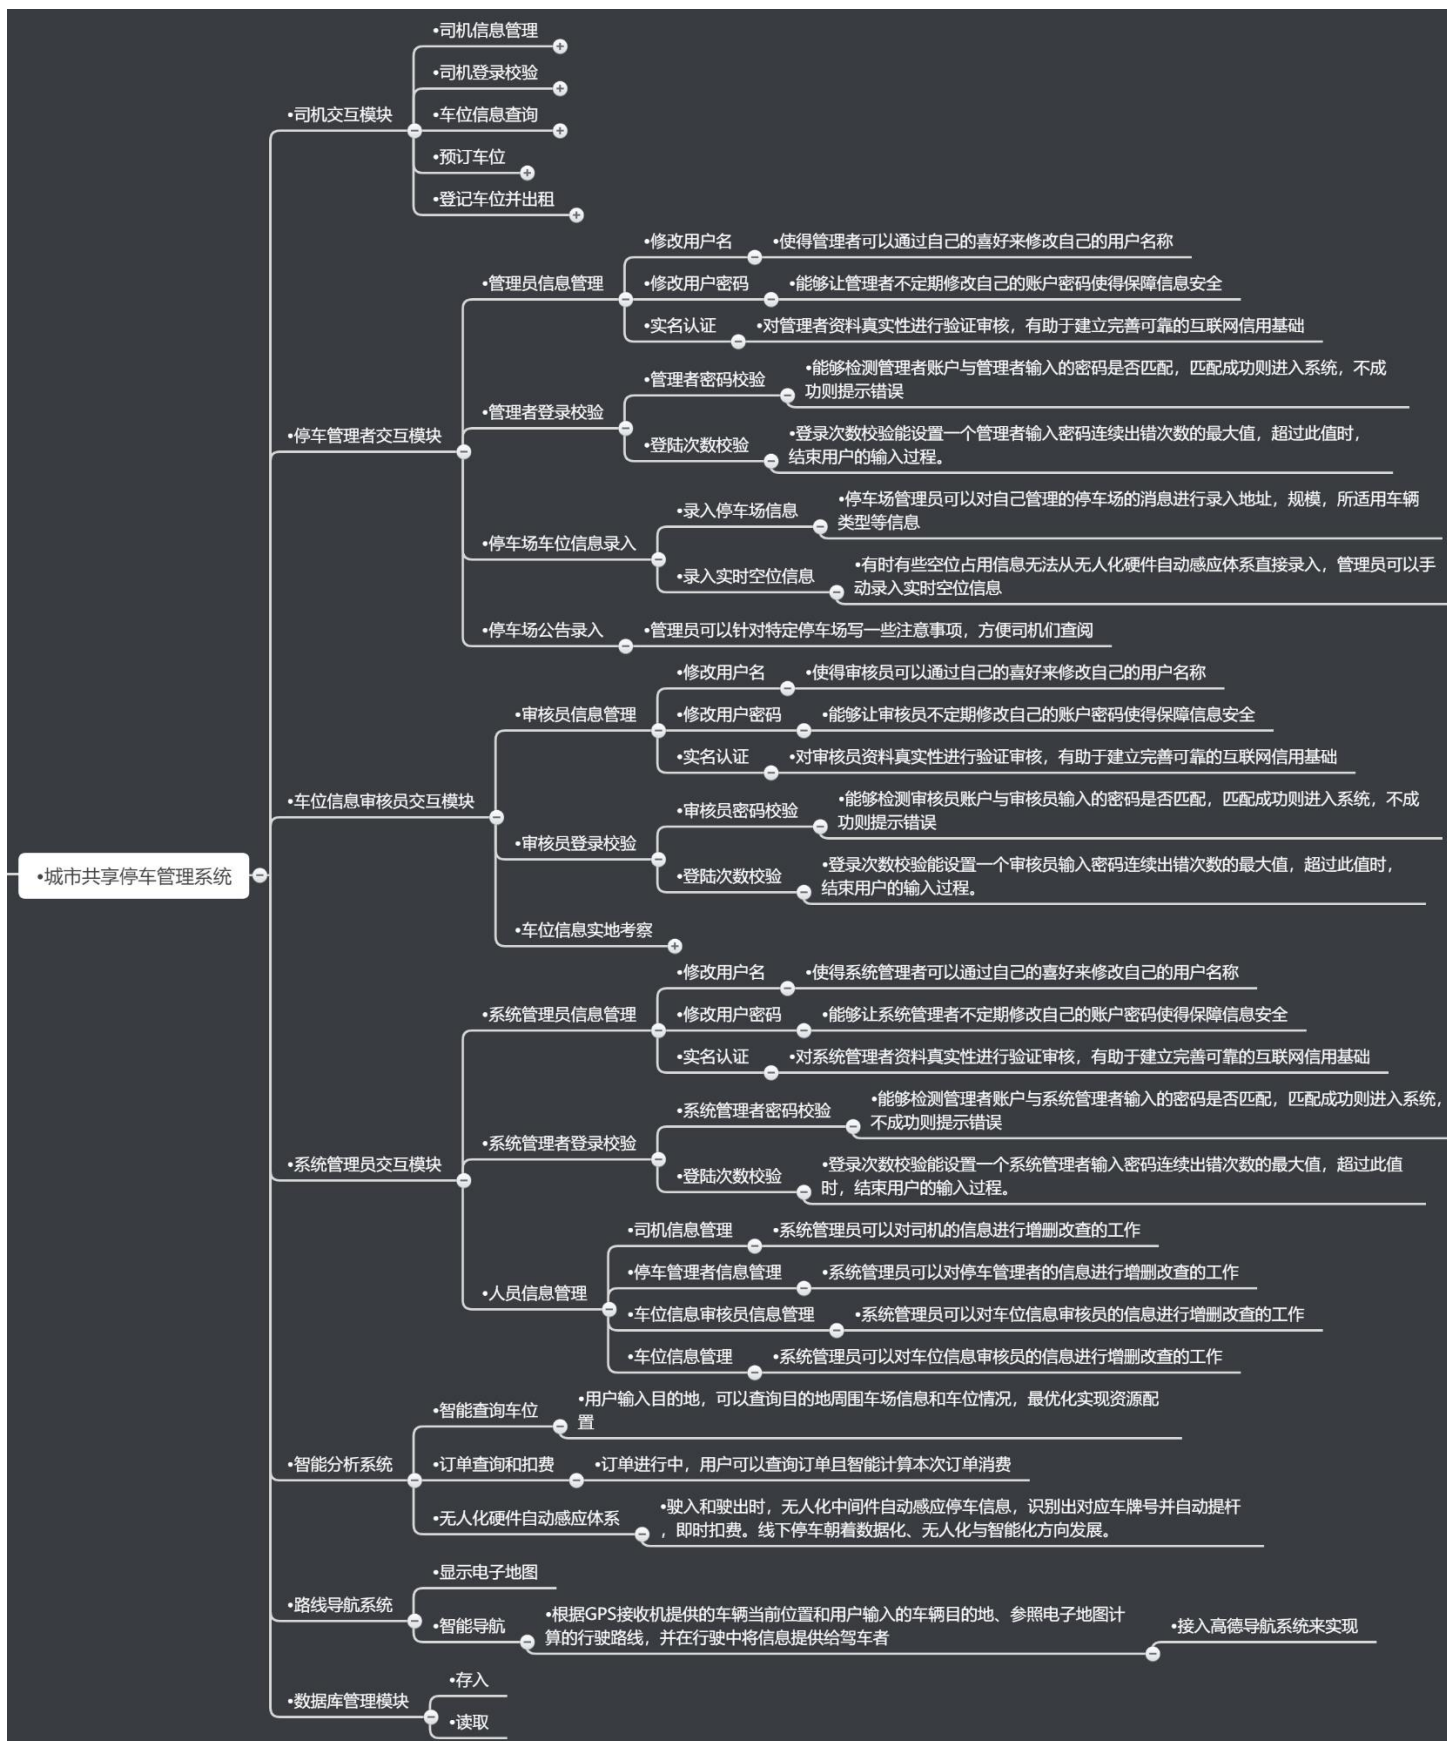 •城市共享停车管理系统
•司机交互模块
•司机信息管理
•司机登录校验
•车位信息查询
•预订车位
•登记车位并出租
•停车管理者交互模块
•管理员信息管理
•修改用户名
•使得管理者可以通过自己的喜好来修改自己的用户名称
•修改用户密码
•能够让管理者不定期修改自己的账户密码使得保障信息安全
•实名认证
•对管理者资料真实性进行验证审核，有助于建立完善可靠的互联网信用基础
•管理者登录校验
•管理者密码校验
•能够检测管理者账户与管理者输入的密码是否匹配，匹配成功则进入系统，不成
功则提示错误
•登陆次数校验
•登录次数校验能设置一个管理者输入密码连续出错次数的最大值，超过此值时，
结束用户的输入过程。
•停车场车位信息录入
•录入停车场信息
•停车场管理员可以对自己管理的停车场的消息进行录入地址，规模，所适用车辆
类型等信息
•录入实时空位信息
•有时有些空位占用信息无法从无人化硬件自动感应体系直接录入，管理员可以手
动录入实时空位信息
•停车场公告录入
•管理员可以针对特定停车场写一些注意事项，方便司机们查阅
•车位信息审核员交互模块
•审核员信息管理
•修改用户名
•使得审核员可以通过自己的喜好来修改自己的用户名称
•修改用户密码
•能够让审核员不定期修改自己的账户密码使得保障信息安全
•实名认证
•对审核员资料真实性进行验证审核，有助于建立完善可靠的互联网信用基础
•审核员登录校验
•审核员密码校验
•能够检测审核员账户与审核员输入的密码是否匹配，匹配成功则进入系统，不成
功则提示错误
•登陆次数校验
•登录次数校验能设置一个审核员输入密码连续出错次数的最大值，超过此值时，
结束用户的输入过程。
•车位信息实地考察
•系统管理员交互模块
•系统管理员信息管理
•修改用户名
•使得系统管理者可以通过自己的喜好来修改自己的用户名称
•修改用户密码
•能够让系统管理者不定期修改自己的账户密码使得保障信息安全
•实名认证
•对系统管理者资料真实性进行验证审核，有助于建立完善可靠的互联网信用基础
•系统管理者登录校验
•系统管理者密码校验
•能够检测管理者账户与系统管理者输入的密码是否匹配，匹配成功则进入系统，
不成功则提示错误
•登陆次数校验
•登录次数校验能设置一个系统管理者输入密码连续出错次数的最大值，超过此值
时，结束用户的输入过程。
•人员信息管理
•司机信息管理
•系统管理员可以对司机的信息进行增删改查的工作
•停车管理者信息管理
•系统管理员可以对停车管理者的信息进行增删改查的工作
•车位信息审核员信息管理
•系统管理员可以对车位信息审核员的信息进行增删改查的工作
•车位信息管理
•系统管理员可以对车位信息审核员的信息进行增删改查的工作
•智能分析系统
•智能查询车位
•用户输入目的地，可以查询目的地周围车场信息和车位情况，最优化实现资源配
置
•订单查询和扣费
•订单进行中，用户可以查询订单且智能计算本次订单消费
•无人化硬件自动感应体系
•驶入和驶出时，无人化中间件自动感应停车信息，识别出对应车牌号并自动提杆
，即时扣费。线下停车朝着数据化、无人化与智能化方向发展。
•路线导航系统
•显示电子地图
•智能导航
•根据GPS接收机提供的车辆当前位置和用户输入的车辆目的地、参照电子地图计
算的行驶路线，并在行驶中将信息提供给驾车者
•接入高德导航系统来实现
•数据库管理模块
•存入
•读取